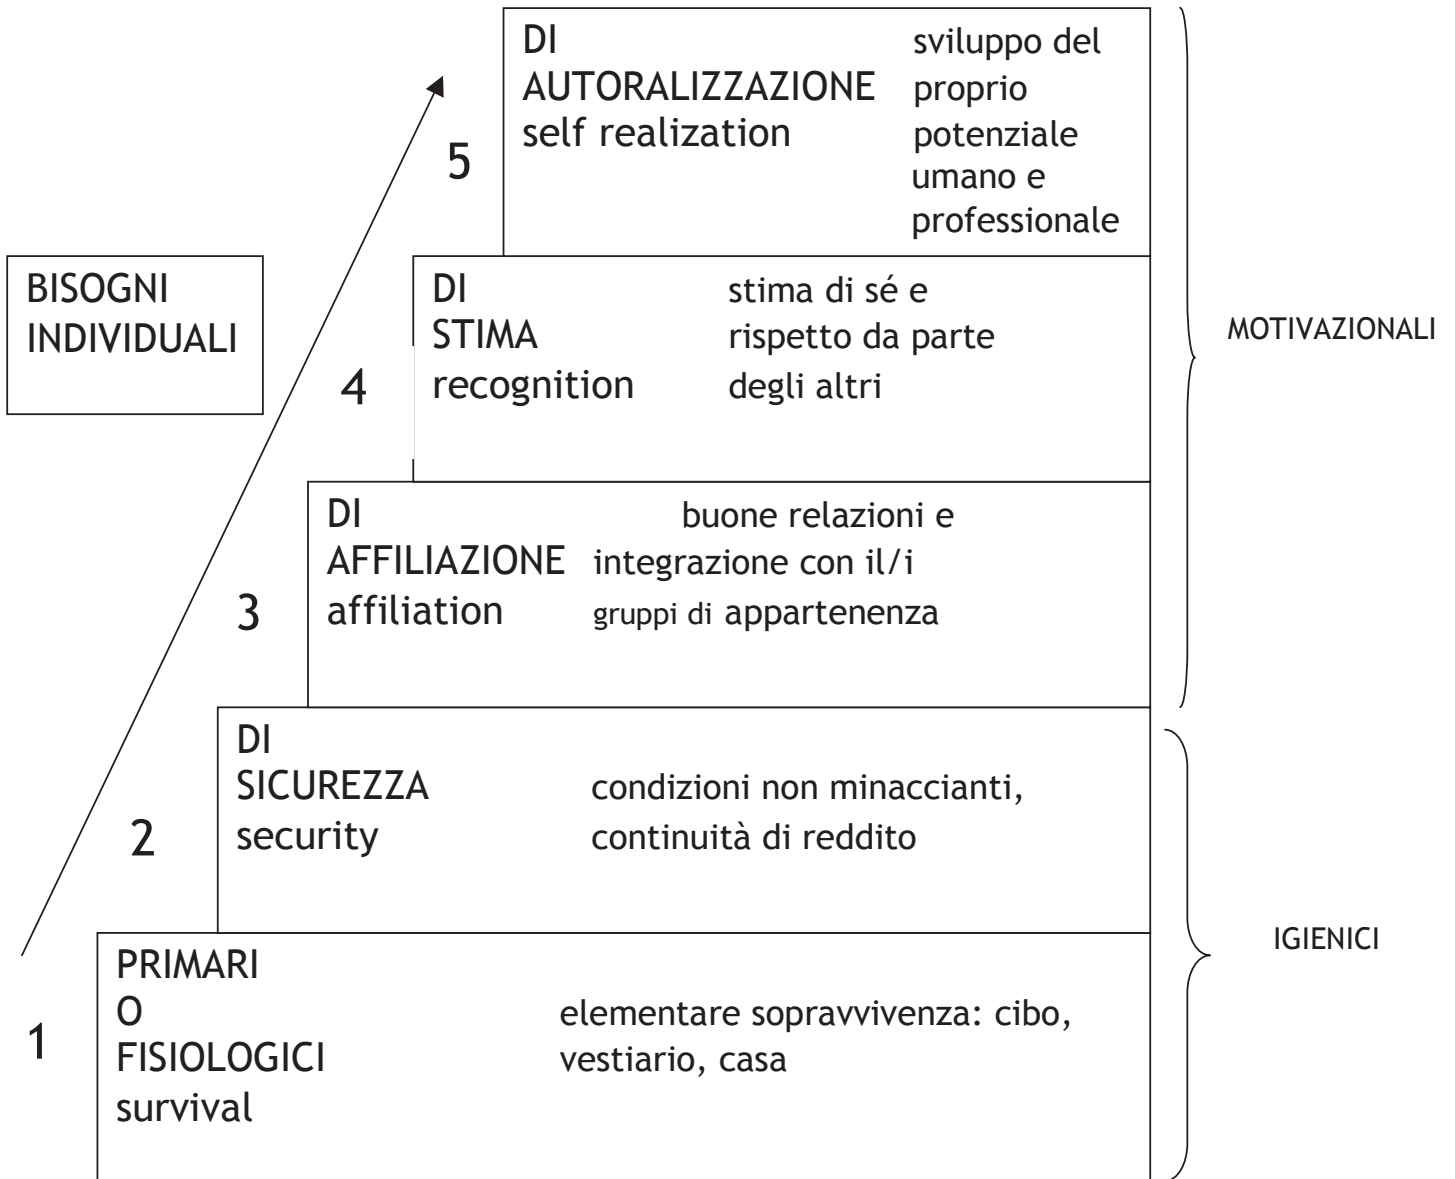 DI sviluppo del
AUTORALIZZAZIONE proprio
self realization potenziale
5
umano e
professionale
BISOGNI
INDIVIDUALI
DI stima di sé e
STIMA rispetto da parte
recognition degli altri
4
MOTIVAZIONALI
DI buone relazioni e
AFFILIAZIONE integrazione con il/i
affiliation gruppi di appartenenza
3
DI
SICUREZZA condizioni non minaccianti,
security continuità di reddito
2
IGIENICI
PRIMARI
O elementare sopravvivenza: cibo,
FISIOLOGICI vestiario, casa
survival
1